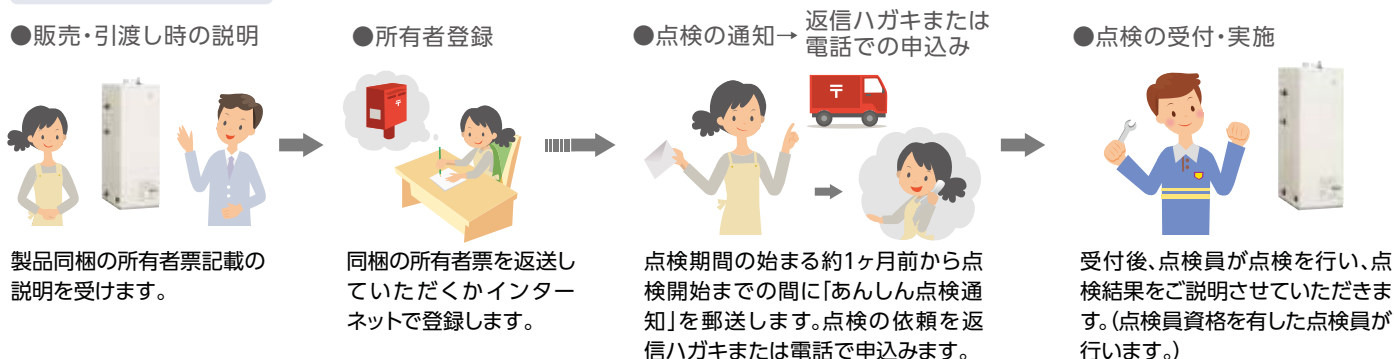 ●販売・引渡し時の説明
製品同梱の所有者票記載の
説明を受けます。
●所有者登録
〒
同梱の所有者票を返送し
ていただくかインター
ネットで登録します。
●点検の通知→返信ハガキまたは
電話での申込み
〒
点検期間の始まる約1ヶ月前から点
検開始までの間に｢あんしん点検通
知｣を郵送します。点検の依頼を返
信ハガキまたは電話で申込みます。
●点検の受付・実施
受付後、点検員が点検を行い、点
検結果をご説明させていただきま
す。(点検員資格を有した点検員が
行います。)